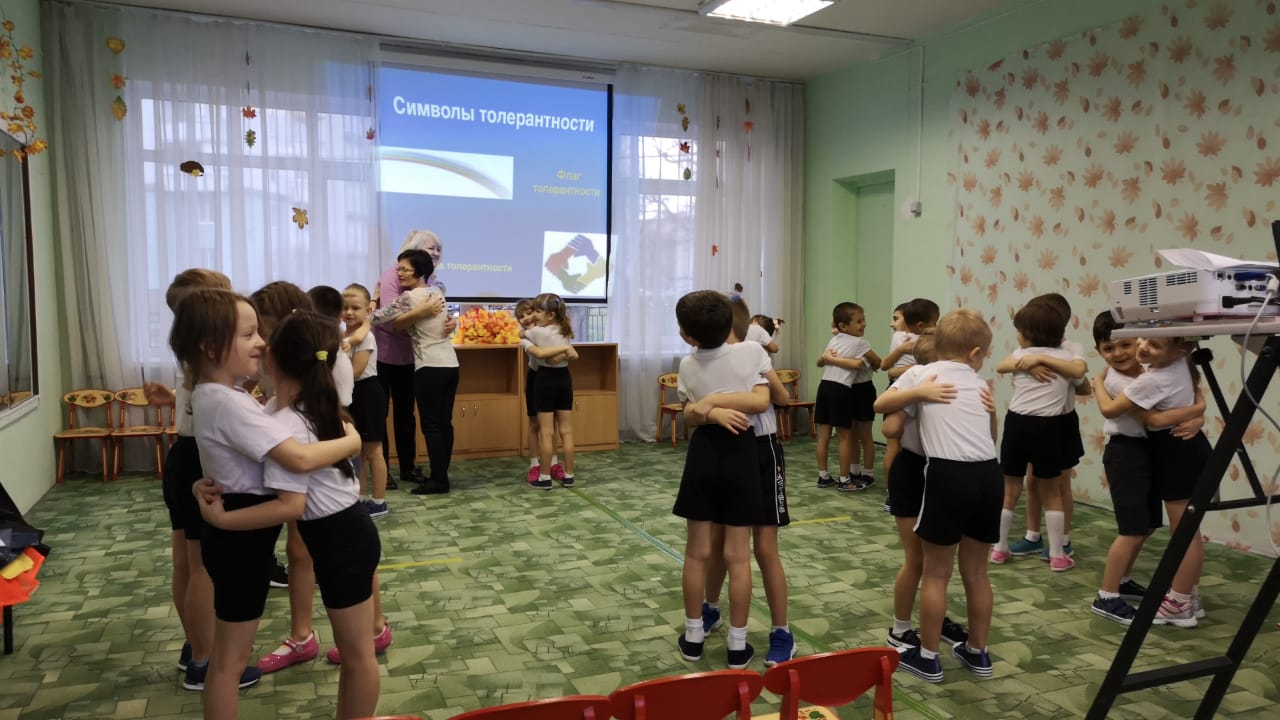 Символы толерантности
Флаг
толерантности
толерантности